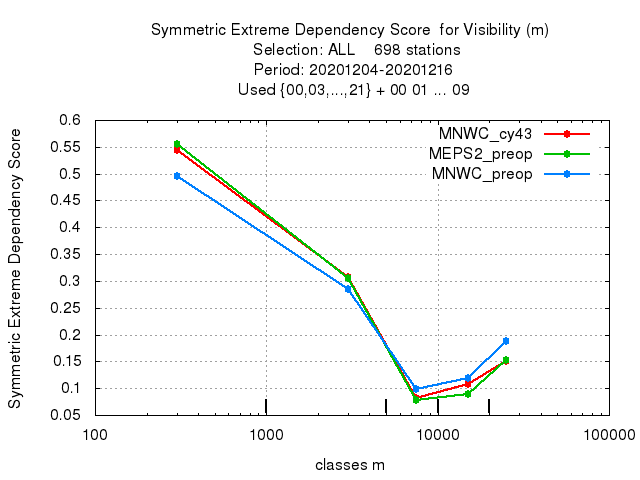 Symmetric Extreme Dependency Score  for Visibility (m)
Selection: ALL    698 stations
Period: 20201204-20201216
Used {00,03,...,21} + 00 01 ... 09
Symmetric Extreme Dependency Score
0.6
0.55
0.5
0.45
0.4
0.35
0.3
0.25
0.2
0.15
0.1
0.05
MNWC_cy43
MEPS2_preop
MNWC_preop
100 1000 10000 100000
classes m